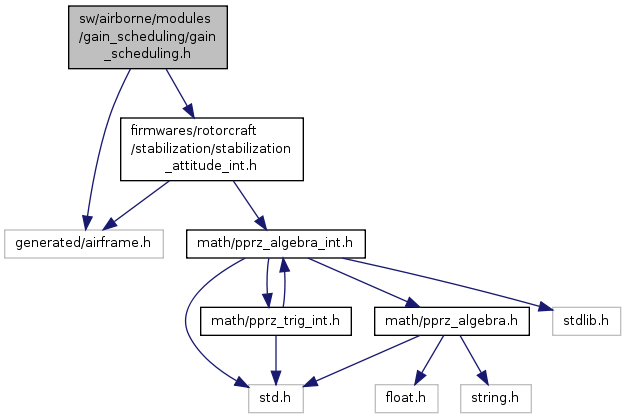 sw/airborne/modules
/gain_scheduling/gain
_scheduling.h
firmwares/rotorcraft
/stabilization/stabilization
_attitude_int.h
generated/airframe.h
math/pprz_algebra_int.h
math/pprz_trig_int.h
math/pprz_algebra.h
stdlib.h
std.h
float.h
string.h